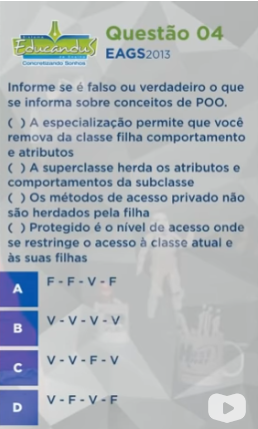 Educandus
Concretizando Sonhos
Questão 04
EAGS2013
Informe se é falso ou verdadeiro o que
se informa sobre conceitos de POO.
( ) A especialização permite que você
remova da classe filha comportamento
e atributos
( ) A superclasse herda os atributos e
comportamentos da subclasse
( ) Os métodos de acesso privado não
são herdados pela filha
( ) Protegido é o nível de acesso onde
se restringe o acesso à classe atual e
às suas filhas
A
F - F - V - F
B
V - V - V - V
C
V - V - F - V
D
V - F - V - F